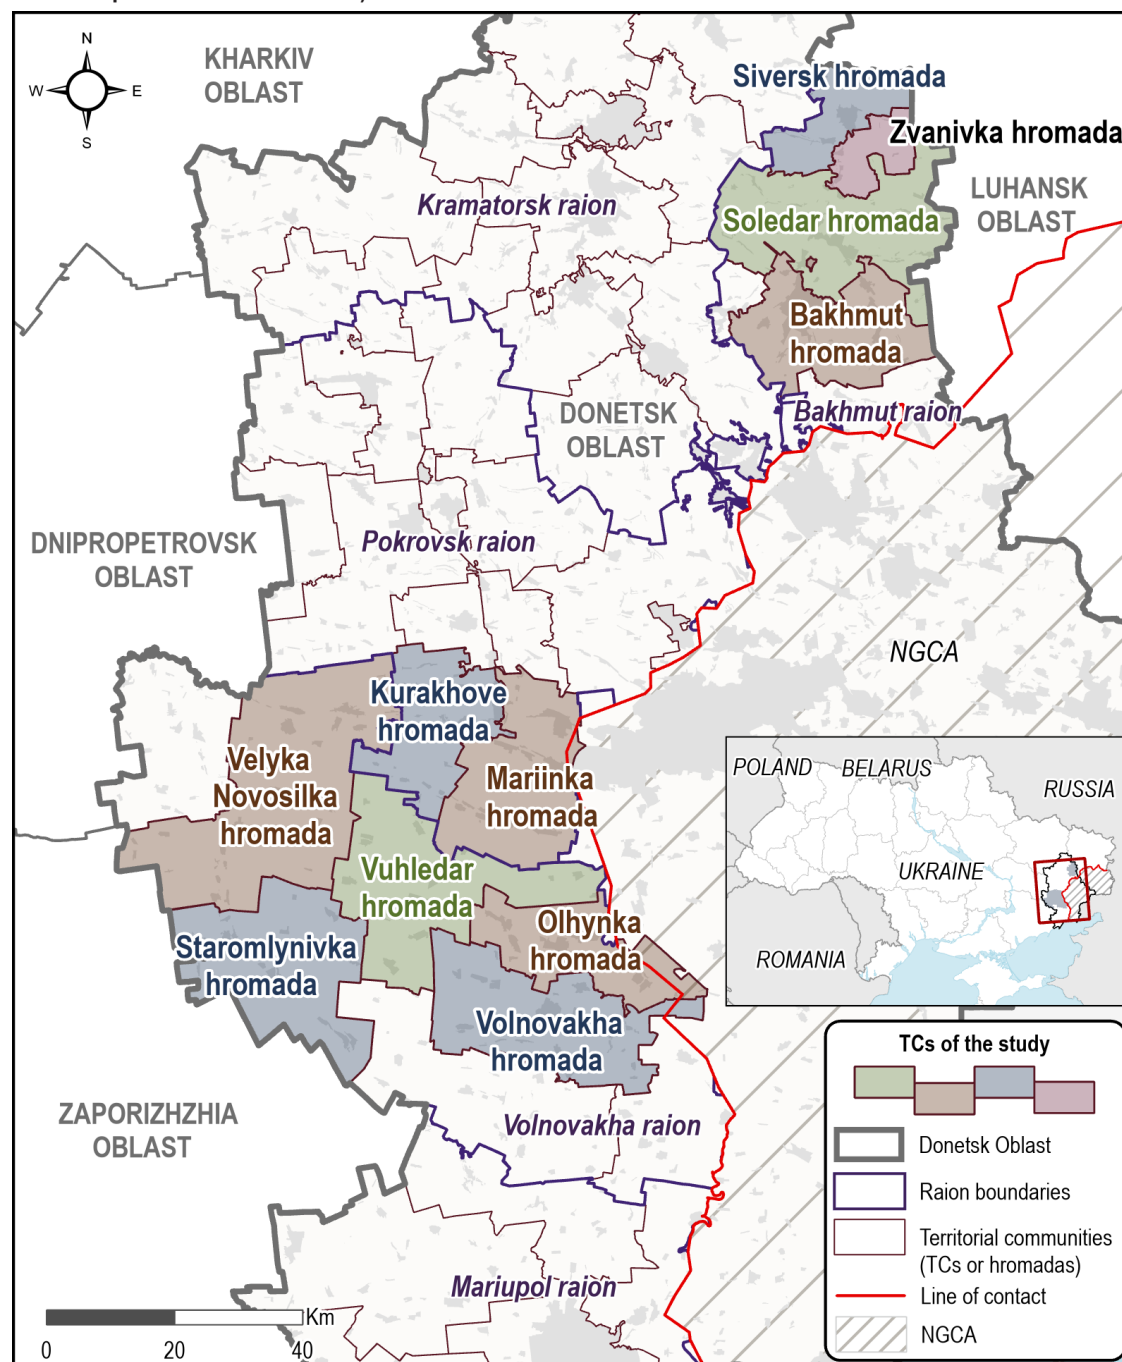 N
W
E
S
KHARKIV
OBLAST
Siversk hromada
Zvanivka hromada
LUHANSK
OBLAST
Kramatorsk raion
Soledar hromada
Bakhmut
hromada
DONETSK
OBLAST
Bakhmut raion
DNIPROPETROVSK
OBLAST
Pokrovsk raion
NGCA
Kurakhove
hromada
Velyka
Novosilka
hromada
Mariinka
hromada
Vuhledar
hromada
Olhynka
hromada
Staromlynivka
hromada
Volnovakha
hromada
ZAPORIZHZHIA
OBLAST
Volnovakha raion
Mariupol raion
POLAND
BELARUS
RUSSIA
UKRAINE
ROMANIA
TCs of the study
Donetsk Oblast
Raion boundaries
Territorial communities
(TCs or hromadas)
Line of contact
NGCA
Km
0
20
40